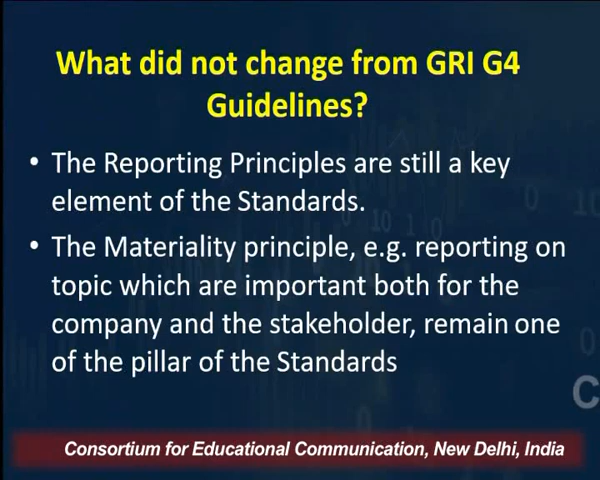 What did not change from GRI G4
Guidelines?
• The Reporting Principles are still a key
element of the Standards.
• The Materiality principle, e.g. reporting on
topic which are important both for the
company and the stakeholder, remain one
of the pillar of the Standards
Consortium for Educational Communication, New Delhi, India